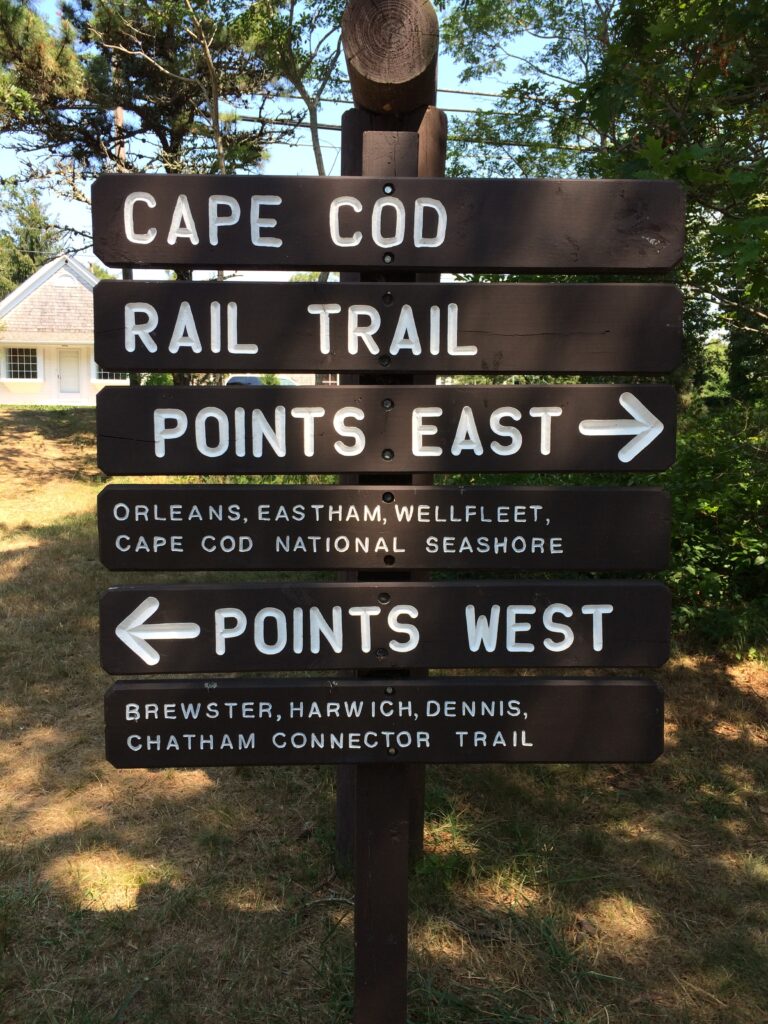 CAPE COD
RAIL TRAIL
POINTS EAST →
ORLEANS, EASTHAM, WELLFLEET,
CAPE COD NATIONAL SEASHORE
← POINTS WEST
BREWSTER, HARWICH, DENNIS,
CHATHAM CONNECTOR TRAIL